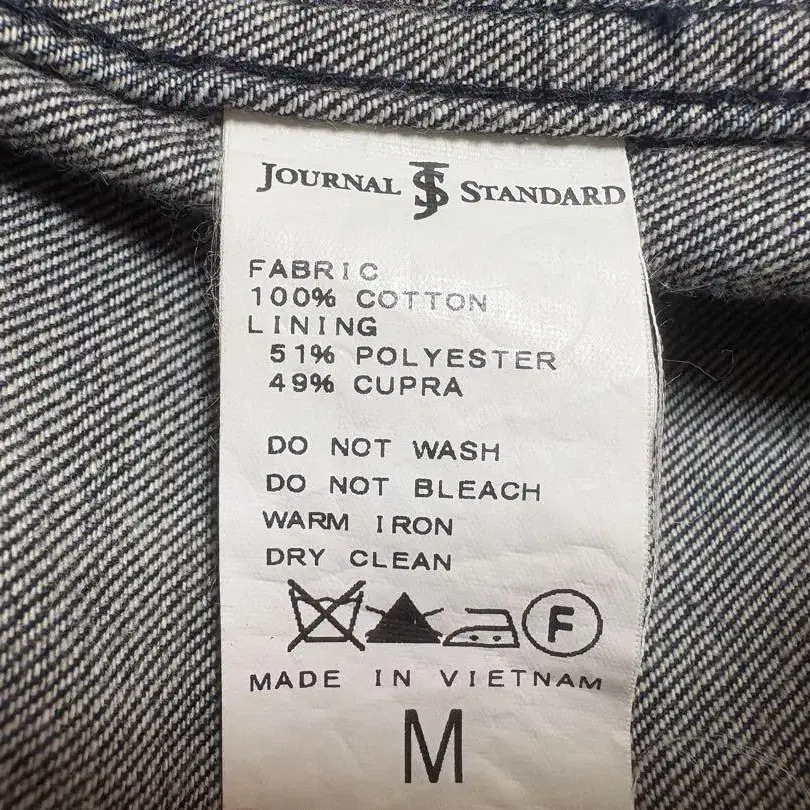 JOURNAL JS STANDARD
FABRIC
100% COTTON
LINING
51% POLYESTER
49% CUPRA
DO NOT WASH
DO NOT BLEACH
WARM IRON
DRY CLEAN
F
MADE IN VIETNAM
M